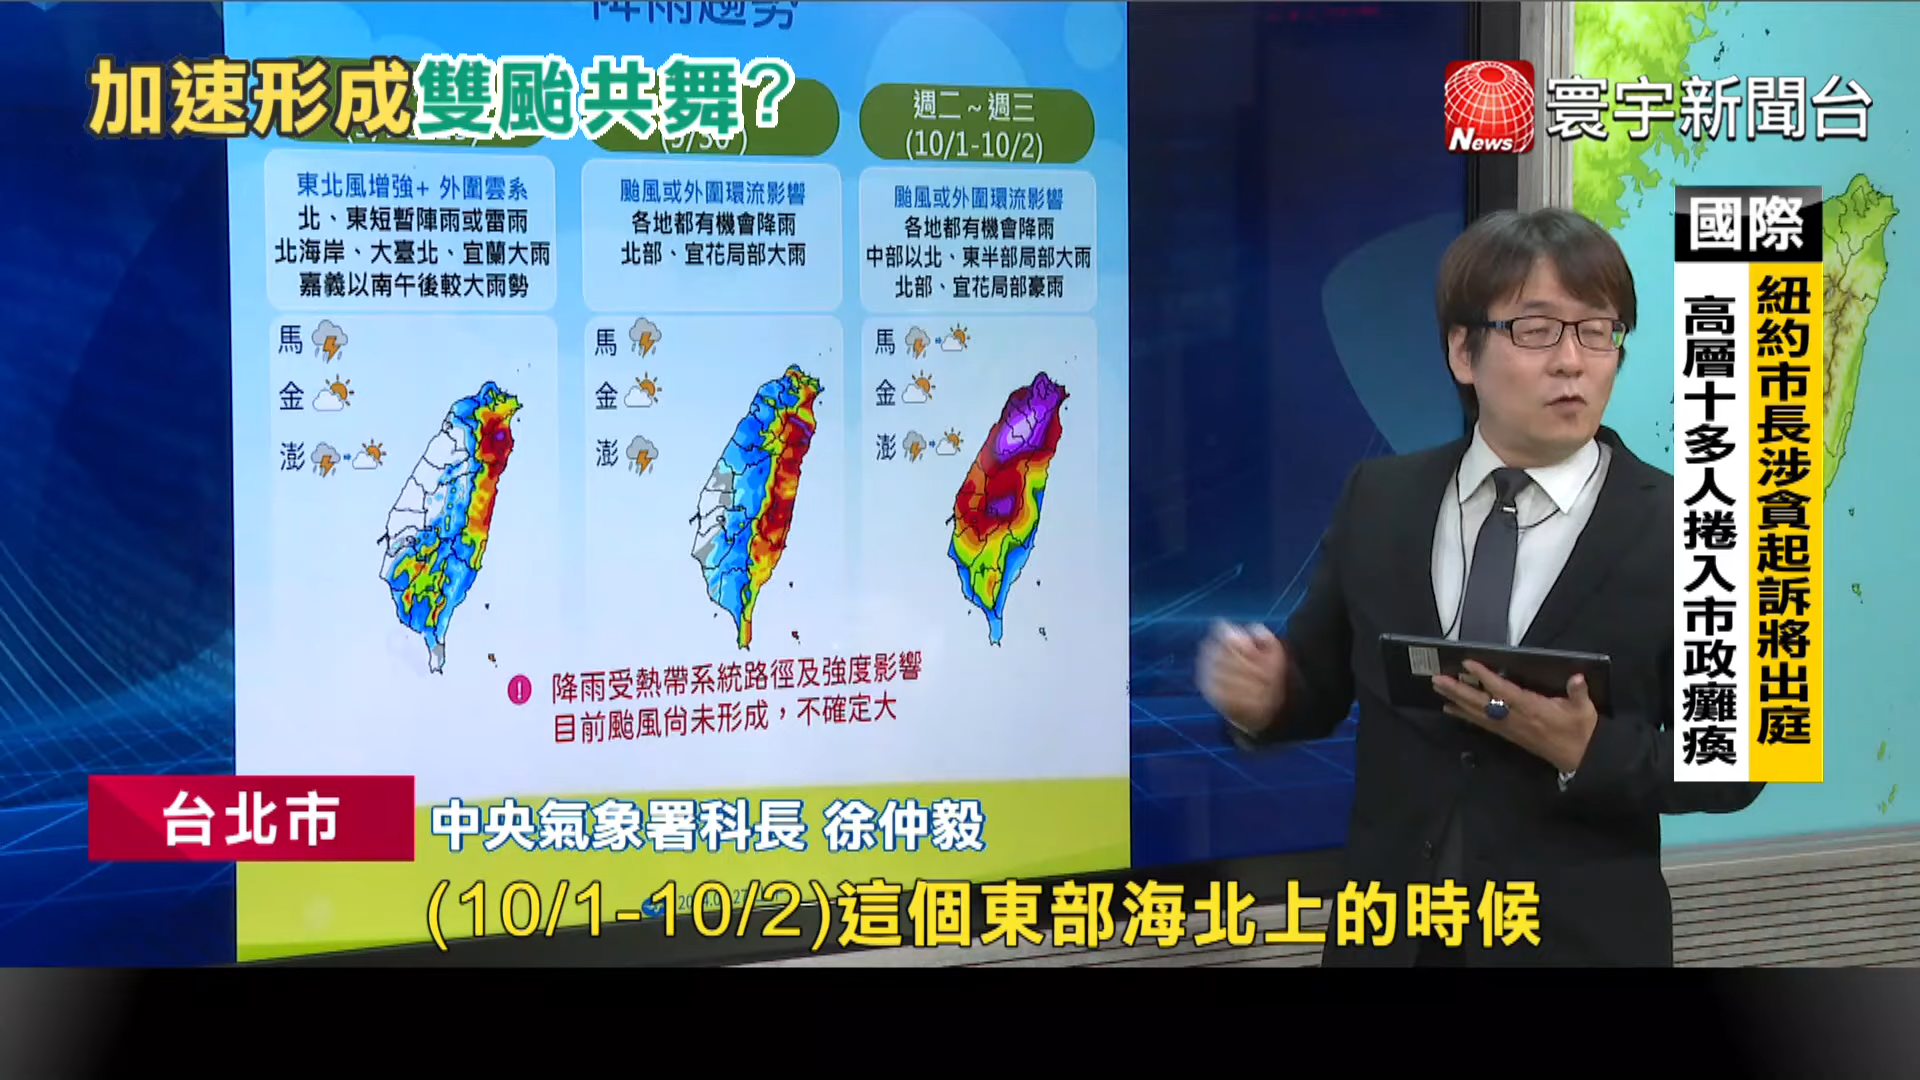 降雨趨勢
加速形成雙颱共舞?
(9/30)
週二~週三
(10/1-10/2)
東北風增強+ 外圍雲系
北、東短暫陣雨或雷雨
北海岸、大臺北、宜蘭大雨
嘉義以南午後較大雨勢
颱風或外圍環流影響
各地都有機會降雨
北部、宜花局部大雨
颱風或外圍環流影響
各地都有機會降雨
中部以北、東半部局部大雨
北部、宜花局部豪雨
馬
金
澎
馬
金
澎
馬
金
澎
降雨受熱帶系統路徑及強度影響
目前颱風尚未形成，不確定大
News
寰宇新聞台
國際
紐約市長涉貪起訴將出庭
高層十多人捲入市政癱瘓
台北市
中央氣象署科長 徐仲毅
(10/1-10/2)這個東部海北上的時候